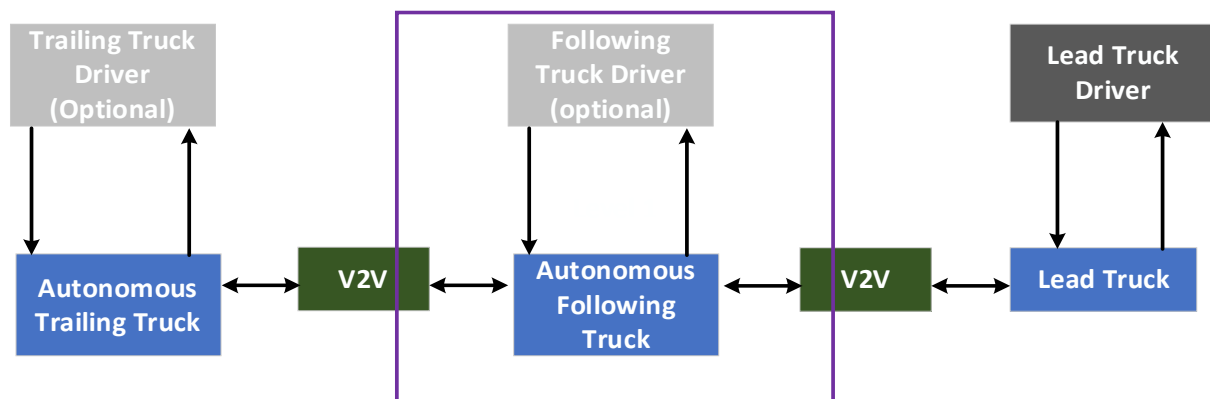 Trailing Truck
Driver
(Optional)
Following
Truck Driver
(optional)
Lead Truck
Driver
Autonomous
Trailing Truck
V2V
Autonomous
Following
Truck
V2V
Lead Truck